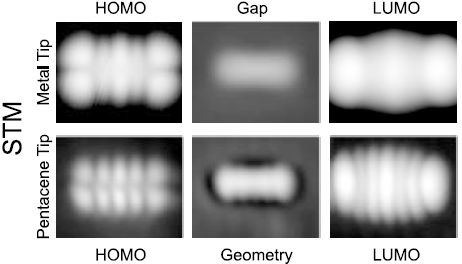 HOMO Gap LUMO
STM
Metal Tip
Pentacene Tip
HOMO Geometry LUMO